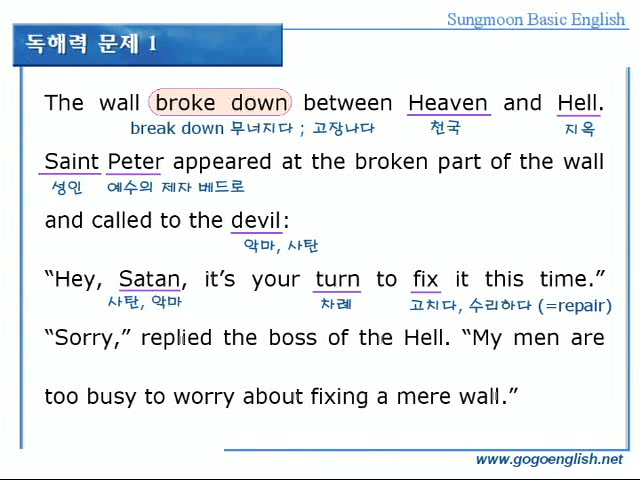 Sungmoon Basic English
독해력 문제 1
The wall broke down between Heaven and Hell.
break down 무너지다 ; 고장나다 천국 지옥
Saint Peter appeared at the broken part of the wall
성인 예수의 제자 베드로
and called to the devil:
악마, 사탄
“Hey, Satan, it’s your turn to fix it this time.”
사탄, 악마 차례 고치다, 수리하다 (=repair)
“Sorry,” replied the boss of the Hell. “My men are
too busy to worry about fixing a mere wall.”
www.gogoenglish.net